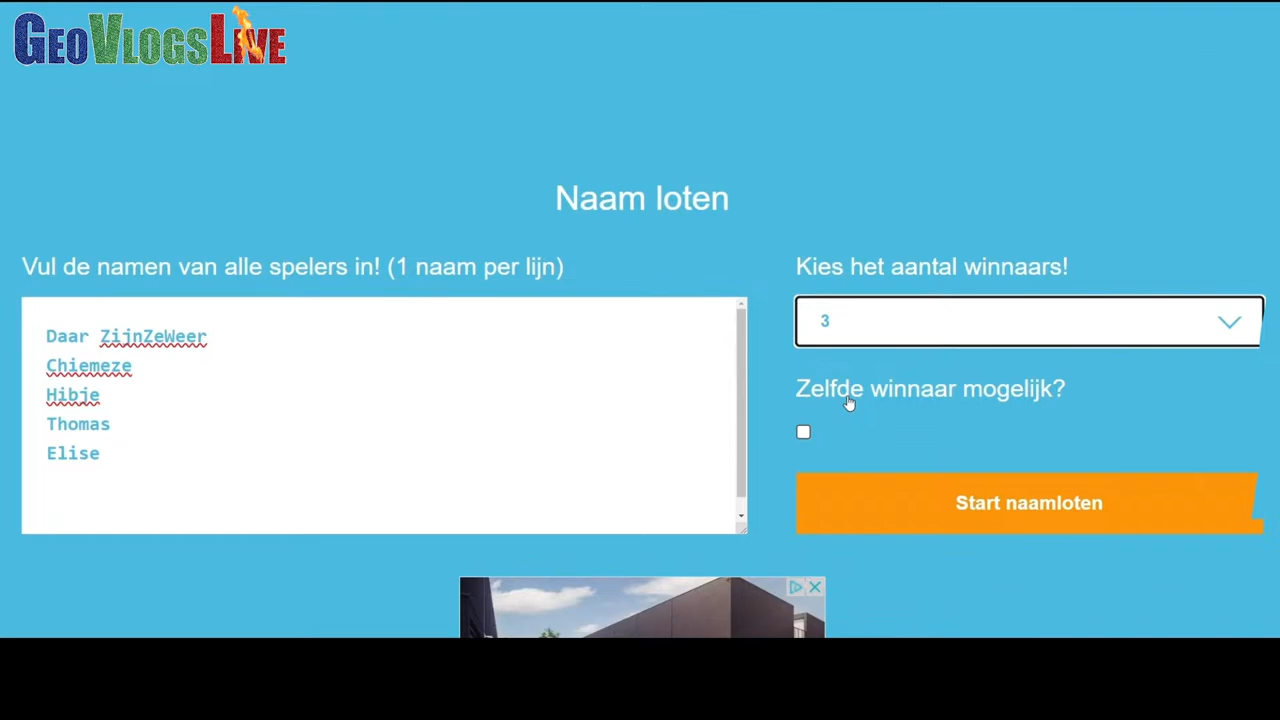 GeoVlogsLive
Naam loten
Vul de namen van alle spelers in! (1 naam per lijn)
Daar ZijnZeWeer
Chiemeze
Hibje
Thomas
Elise
Kies het aantal winnaars!
3
Zelfde winnaar mogelijk?
Start naamloten